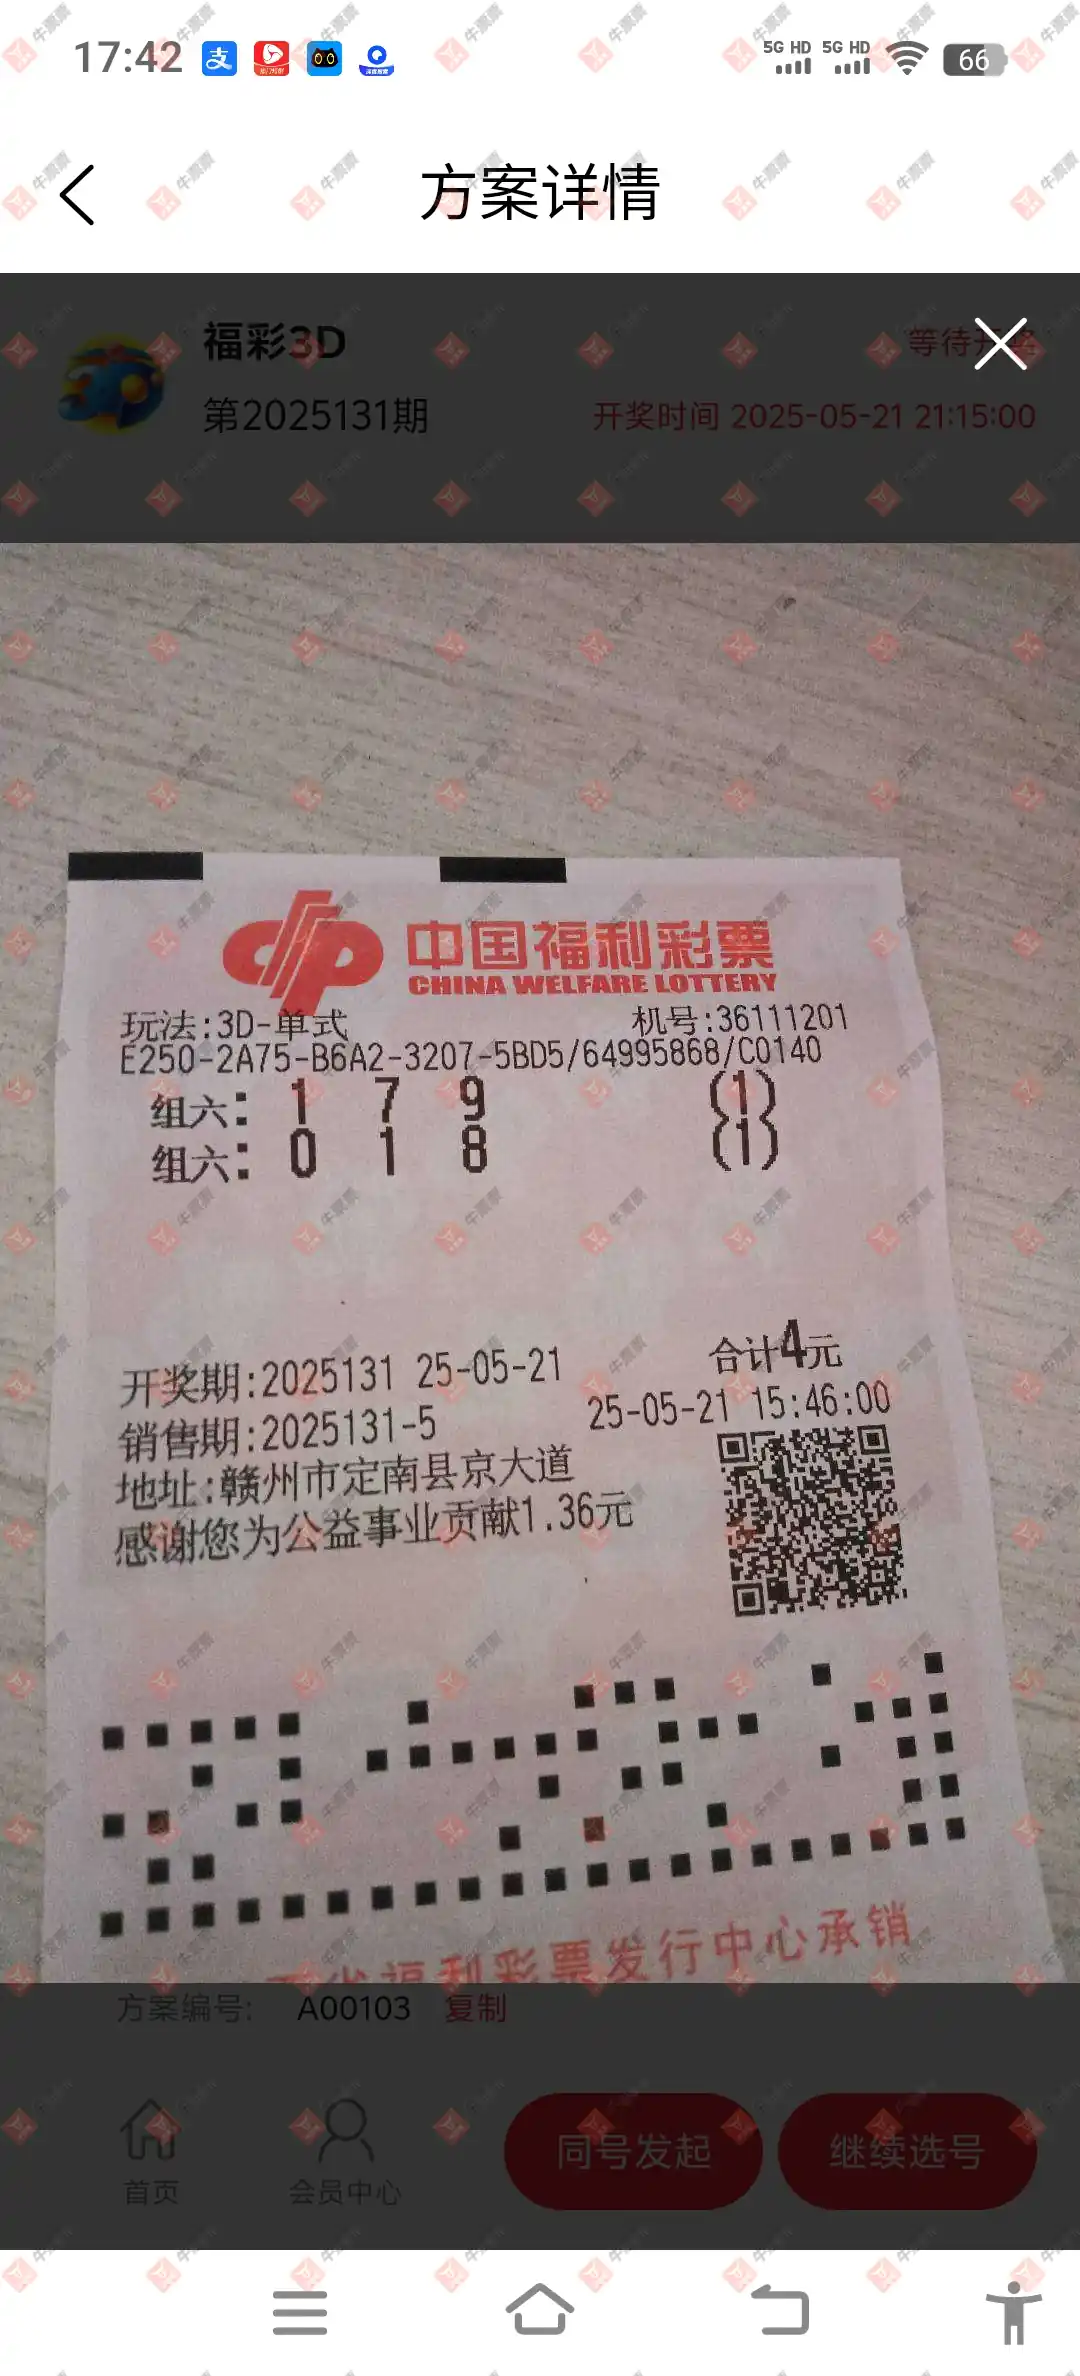 17:42
5G HD 5G HD 66
方案详情
福彩3D
等待开奖
第2025131期
开奖时间 2025-05-21 21:15:00
中国福利彩票
CHINA WELFARE LOTTERY
玩法:3D-单式 机号:36111201
E250-2A75-B6A2-3207-5BD5/64995868/C0140
组六: 1 7 9 (1)
组六: 0 1 8 (1)
合计4元
开奖期:2025131 25-05-21
销售期:2025131-5 25-05-21 15:46:00
地址:赣州市定南县京大道
感谢您为公益事业贡献1.36元
省福利彩票发行中心承销
方案编号: A00103 复制
首页
会员中心
同号发起
继续选号
牛票票